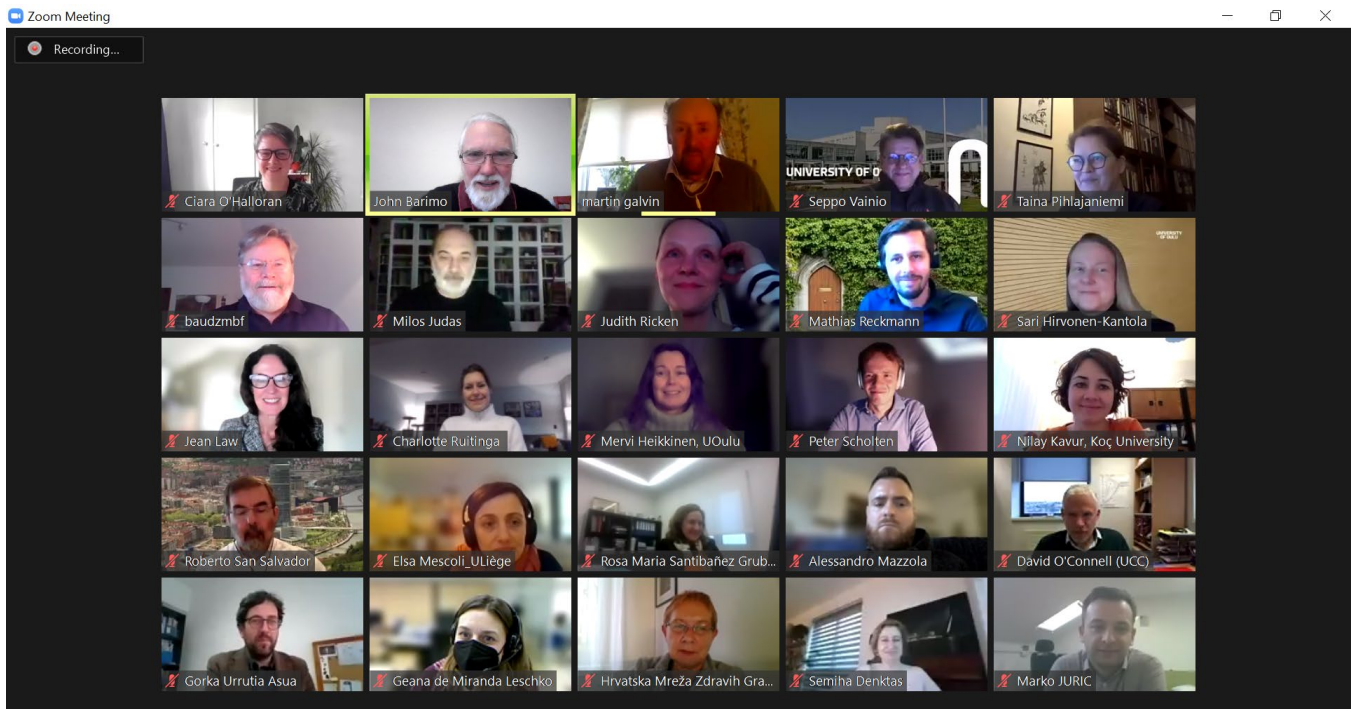 Zoom Meeting
Recording...
Ciara O'Halloran
John Barimo
martin galvin
UNIVERSITY OF O
Seppo Vainio
Taina Pihlajaniemi
baudzmbf
Milos Judas
Judith Ricken
Mathias Reckmann
UNIVERSITY
OF OULU
Sari Hirvonen-Kantola
Jean Law
Charlotte Ruitinga
Mervi Heikkinen, UOulu
Peter Scholten
Nilay Kavur, Koç University
Roberto San Salvador
Elsa Mescoli_ULiège
Rosa Maria Santibañez Grub...
Alessandro Mazzola
David O'Connell (UCC)
Gorka Urrutia Asua
Geana de Miranda Leschko
Hrvatska Mreža Zdravih Gra...
Semiha Denktas
Marko JURIC